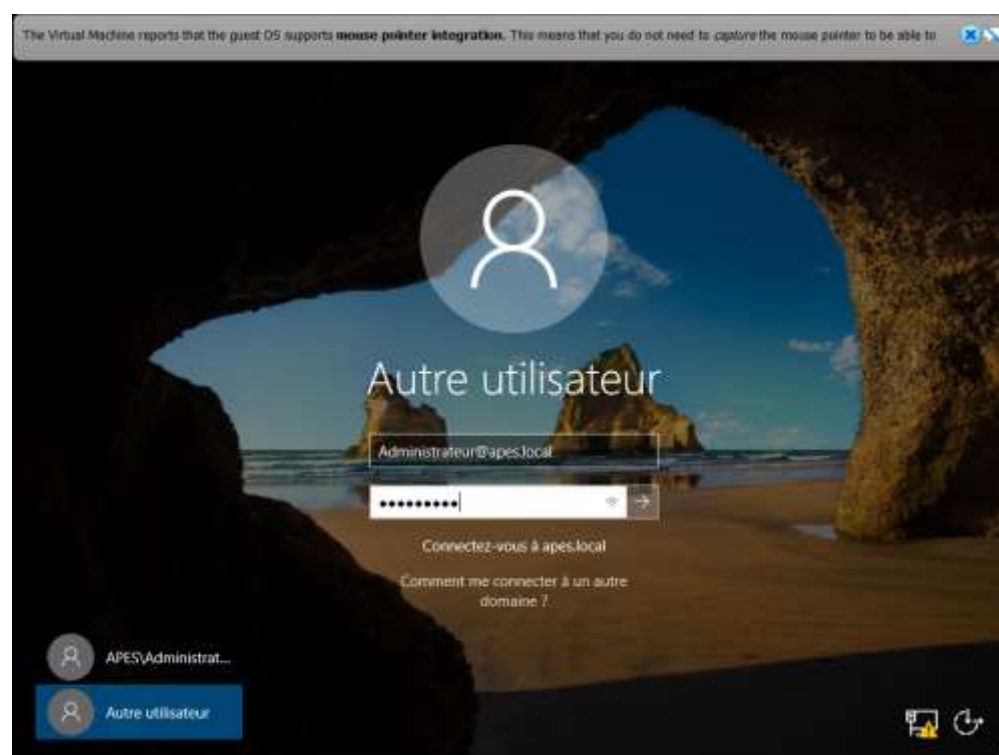 The Virtual Machine reports that the guest OS supports mouse pointer integration. This means that you do not need to capture the mouse pointer to be able to
Autre utilisateur
Administrateur@apes.local
Connectez-vous à apes.local
Comment me connecter à un autre
domaine ?
APES\Administrat...
Autre utilisateur